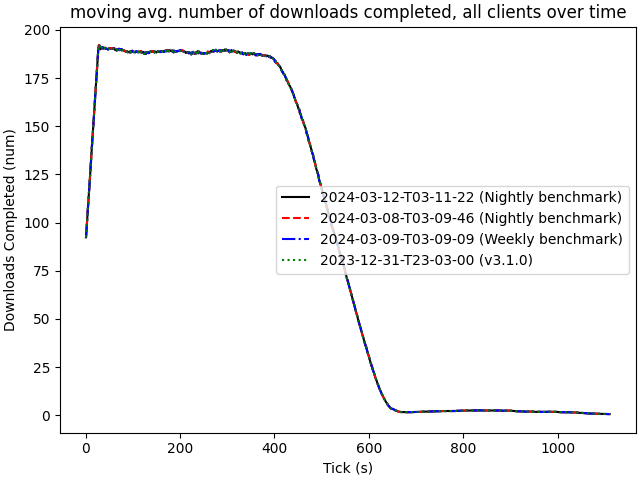 moving avg. number of downloads completed, all clients over time
Downloads Completed (num)
200
175
150
125
100
75
50
25
0
2024-03-12-T03-11-22 (Nightly benchmark)
2024-03-08-T03-09-46 (Nightly benchmark)
2024-03-09-T03-09-09 (Weekly benchmark)
2023-12-31-T23-03-00 (v3.1.0)
0 200 400 600 800 1000
Tick (s)